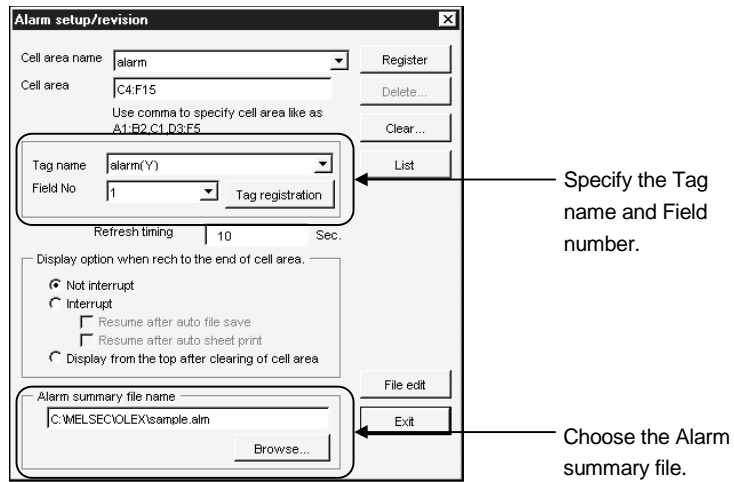 Alarm setup/revision
Cell area name
alarm
Register
Cell area
C4:F15
Delete...
Use comma to specify cell area like as
A1:B2,C1,D3:F5
Clear...
Tag name
alarm(Y)
List
Field No
1
Tag registration
Specify the Tag
name and Field
number.
Refresh timing
10
Sec.
Display option when rech to the end of cell area.
Not interrupt
Interrupt
Resume after auto file save
Resume after auto sheet print
Display from the top after clearing of cell area
File edit
Alarm summary file name
C:\MELSEC\OLEX\sample.alm
Exit
Browse...
Choose the Alarm
summary file.